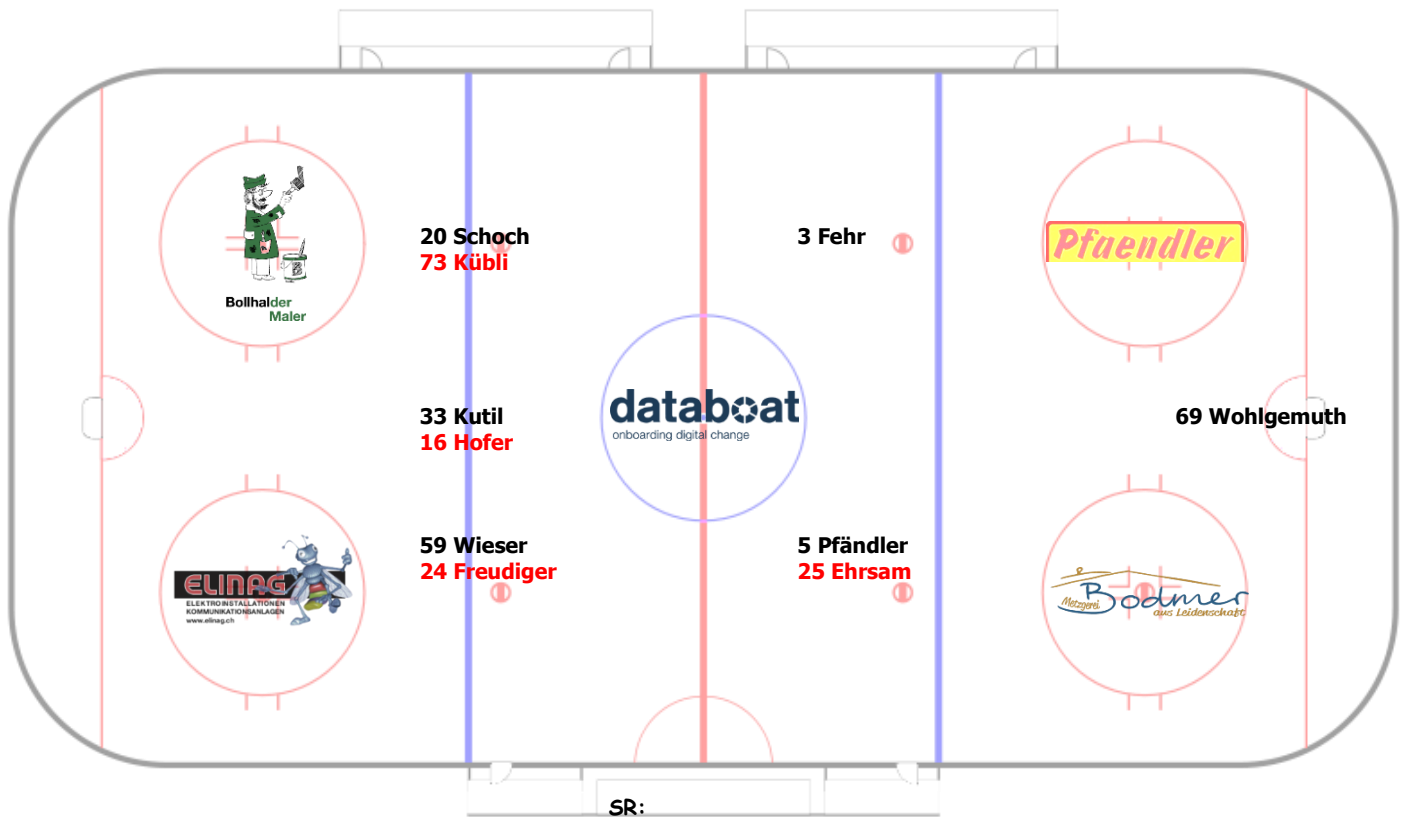 20 Schoch
73 Kübli
3 Fehr
Pfaendler
Bollhalder
Maler
33 Kutil
16 Hofer
databoat
onboarding digital change
69 Wohlgemuth
59 Wieser
24 Freudiger
5 Pfändler
25 Ehrsam
ELINAG
ELEKTROINSTALLATIONEN
KOMMUNIKATIONSANLAGEN
www.elinag.ch
Metzgerei Bodmer
aus Leidenschaft
SR: